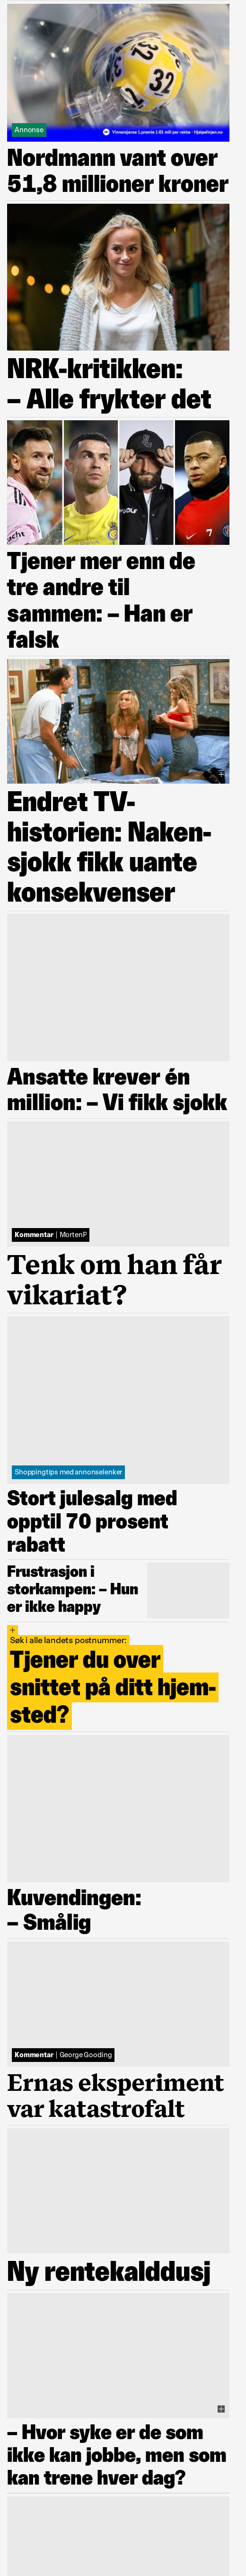 Annonse
Vinnersjanse 1.premie 1:61 mill per rekke - Hjelpelinjen.no
Nordmann vant over
51,8 millioner kroner
NRK-kritikken:
– Alle frykter det
Tjener mer enn de
tre andre til
sammen: – Han er
falsk
Endret TV-
historien: Naken-
sjokk fikk uante
konsekvenser
Ansatte krever én
million: – Vi fikk sjokk
Kommentar | MortenP
Tenk om han får
vikariat?
Shoppingtips med annonselenker
Stort julesalg med
opptil 70 prosent
rabatt
Frustrasjon i
storkampen: – Hun
er ikke happy
+
Søk i alle landets postnummer:
Tjener du over
snittet på ditt hjem-
sted?
Kuvendingen:
– Smålig
Kommentar | George Gooding
Ernas eksperiment
var katastrofalt
Ny rentekalddusj
– Hvor syke er de som
ikke kan jobbe, men som
kan trene hver dag?